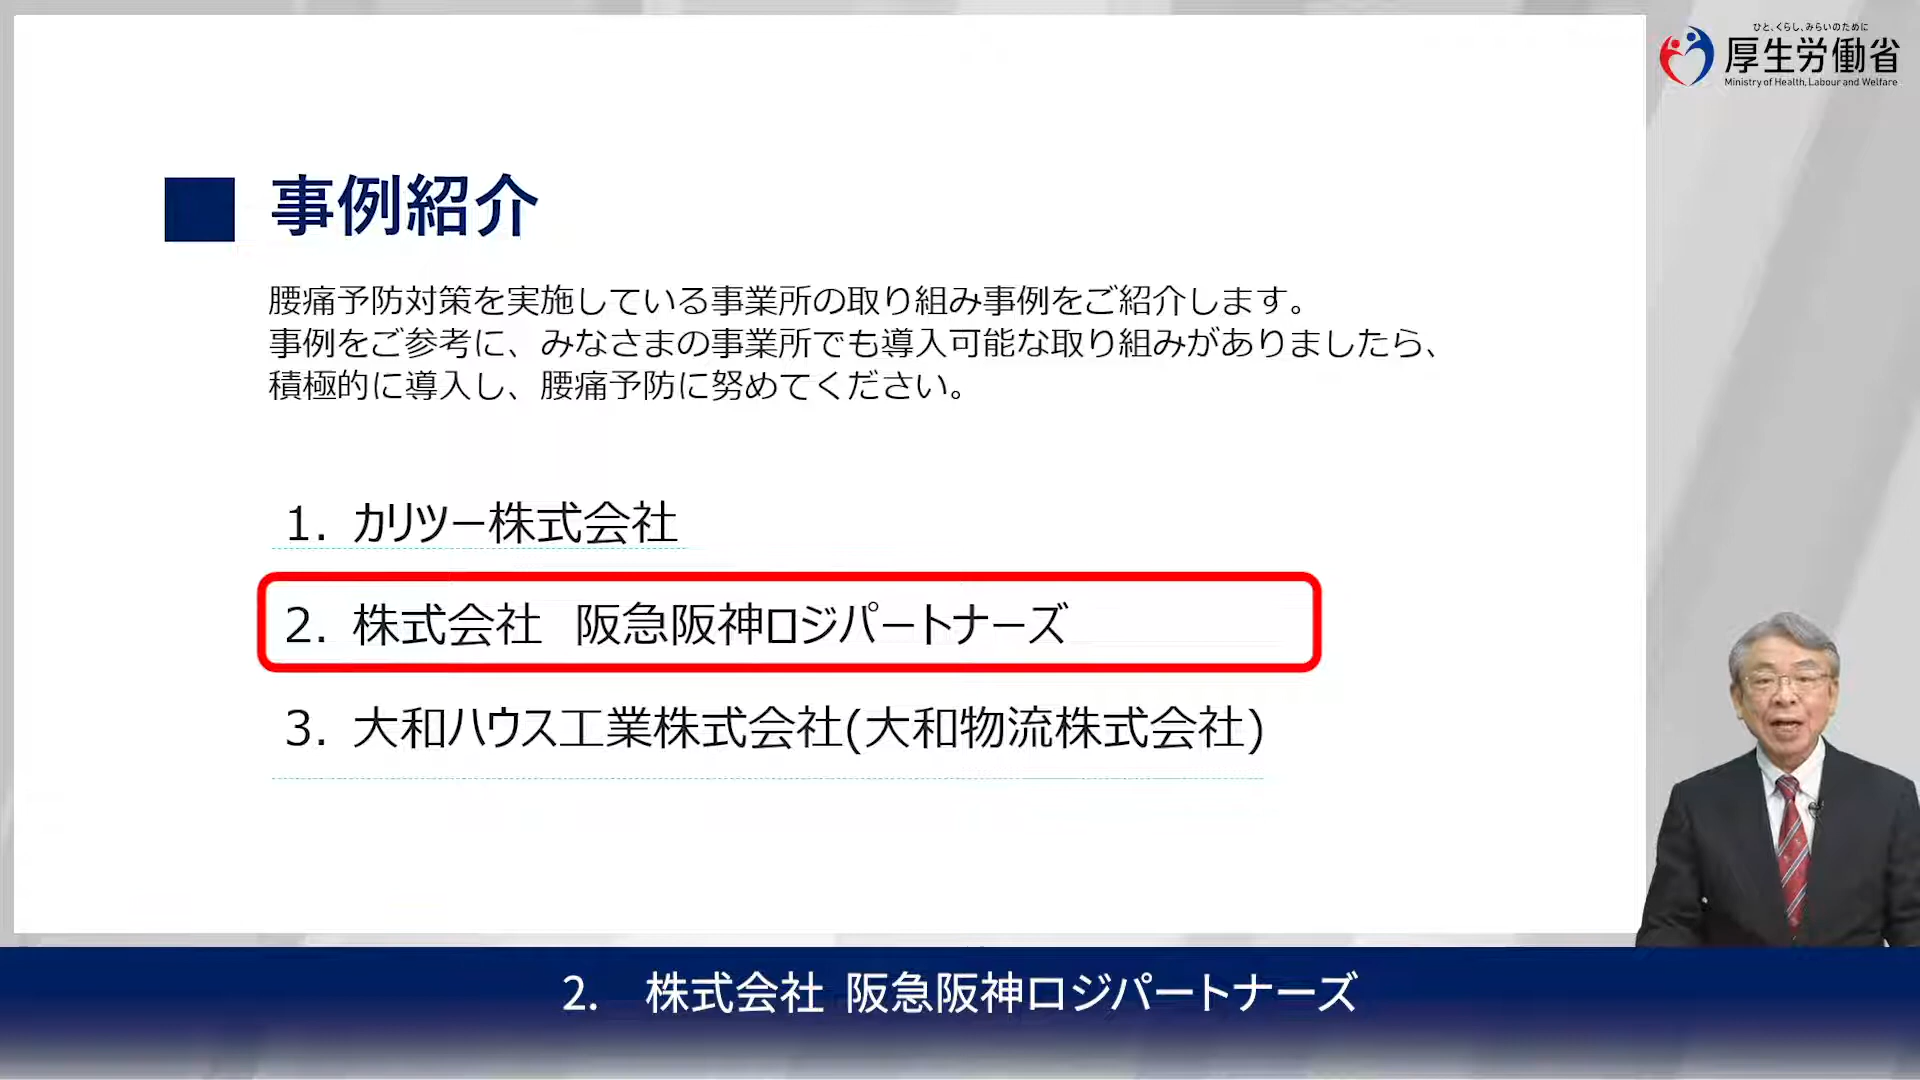 ひと、くらし、みらいのために
厚生労働省
Ministry of Health, Labour and Welfare
事例紹介
腰痛予防対策を実施している事業所の取り組み事例をご紹介します。
事例をご参考に、みなさまの事業所でも導入可能な取り組みがありましたら、
積極的に導入し、腰痛予防に努めてください。
1. カリツー株式会社
2. 株式会社　阪急阪神ロジパートナーズ
3. 大和ハウス工業株式会社(大和物流株式会社)
2.　株式会社 阪急阪神ロジパートナーズ